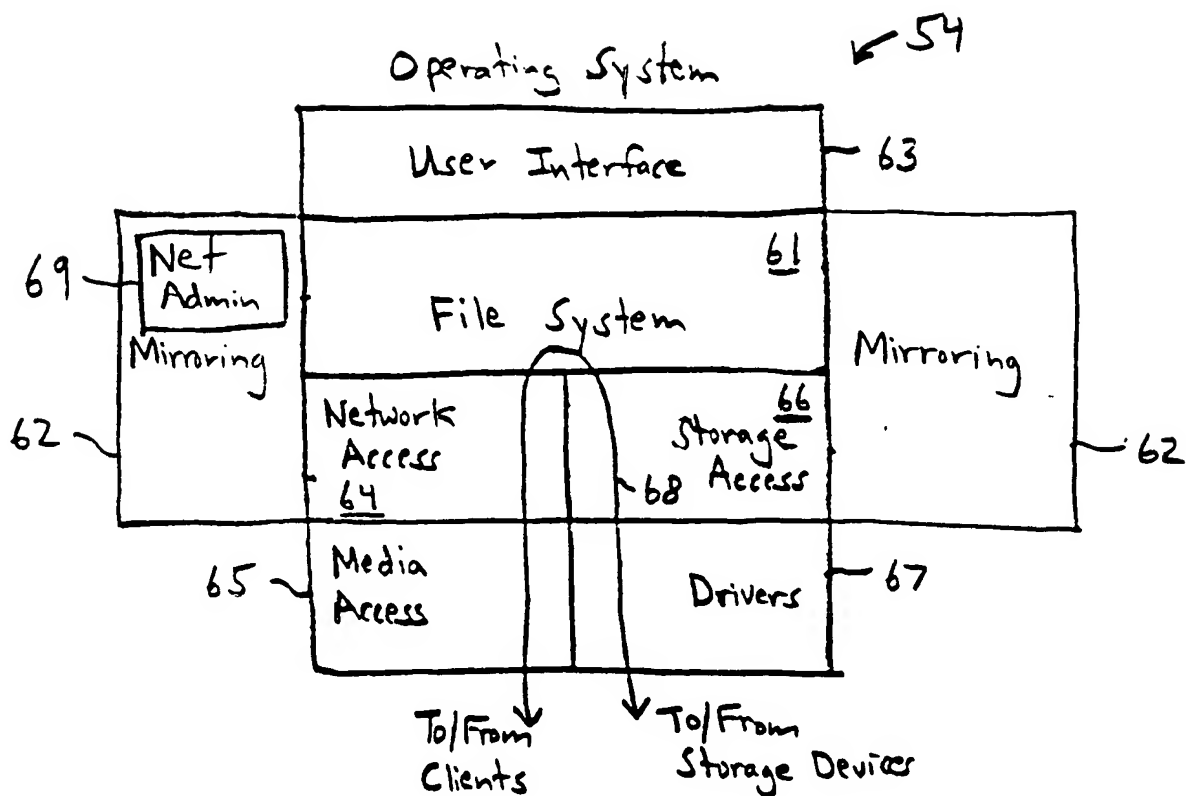 54
Operating System
User Interface
63
69
Net
Admin
61
File System
Mirroring
Mirroring
62
Network
Access
64
66
Storage
Access
68
62
65
Media
Access
Drivers
67
To/From
Clients
To/From
Storage Devices